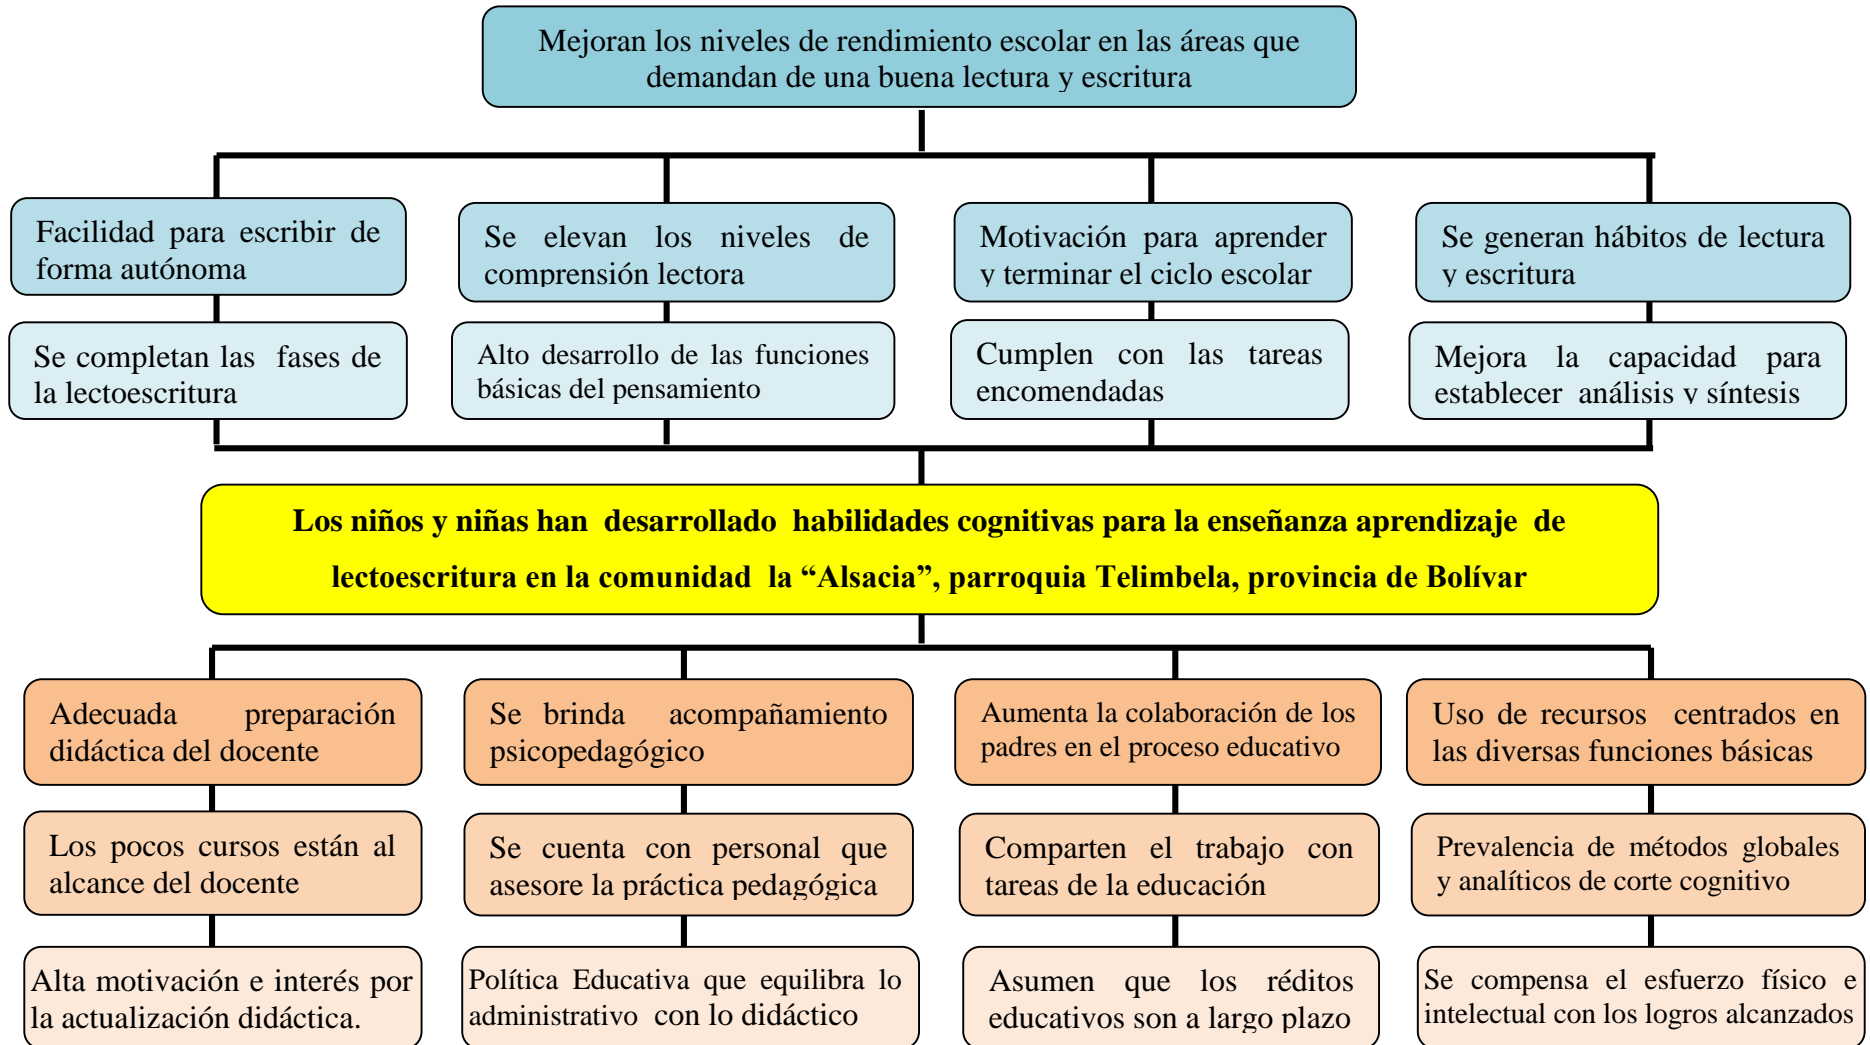 Mejoran los niveles de rendimiento escolar en las áreas que
demandan de una buena lectura y escritura
Facilidad para escribir de
forma autónoma
Se elevan los niveles de
comprensión lectora
Motivación para aprender
y terminar el ciclo escolar
Se generan hábitos de lectura
y escritura
Se completan las fases de
la lectoescritura
Alto desarrollo de las funciones
básicas del pensamiento
Cumplen con las tareas
encomendadas
Mejora la capacidad para
establecer análisis y síntesis
Los niños y niñas han desarrollado habilidades cognitivas para la enseñanza aprendizaje de
lectoescritura en la comunidad la “Alsacia”, parroquia Telimbela, provincia de Bolívar
Adecuada preparación
didáctica del docente
Se brinda acompañamiento
psicopedagógico
Aumenta la colaboración de los
padres en el proceso educativo
Uso de recursos centrados en
las diversas funciones básicas
Los pocos cursos están al
alcance del docente
Se cuenta con personal que
asesore la práctica pedagógica
Comparten el trabajo con
tareas de la educación
Prevalencia de métodos globales
y analíticos de corte cognitivo
Alta motivación e interés por
la actualización didáctica.
Política Educativa que equilibra lo
administrativo con lo didáctico
Asumen que los réditos
educativos son a largo plazo
Se compensa el esfuerzo físico e
intelectual con los logros alcanzados